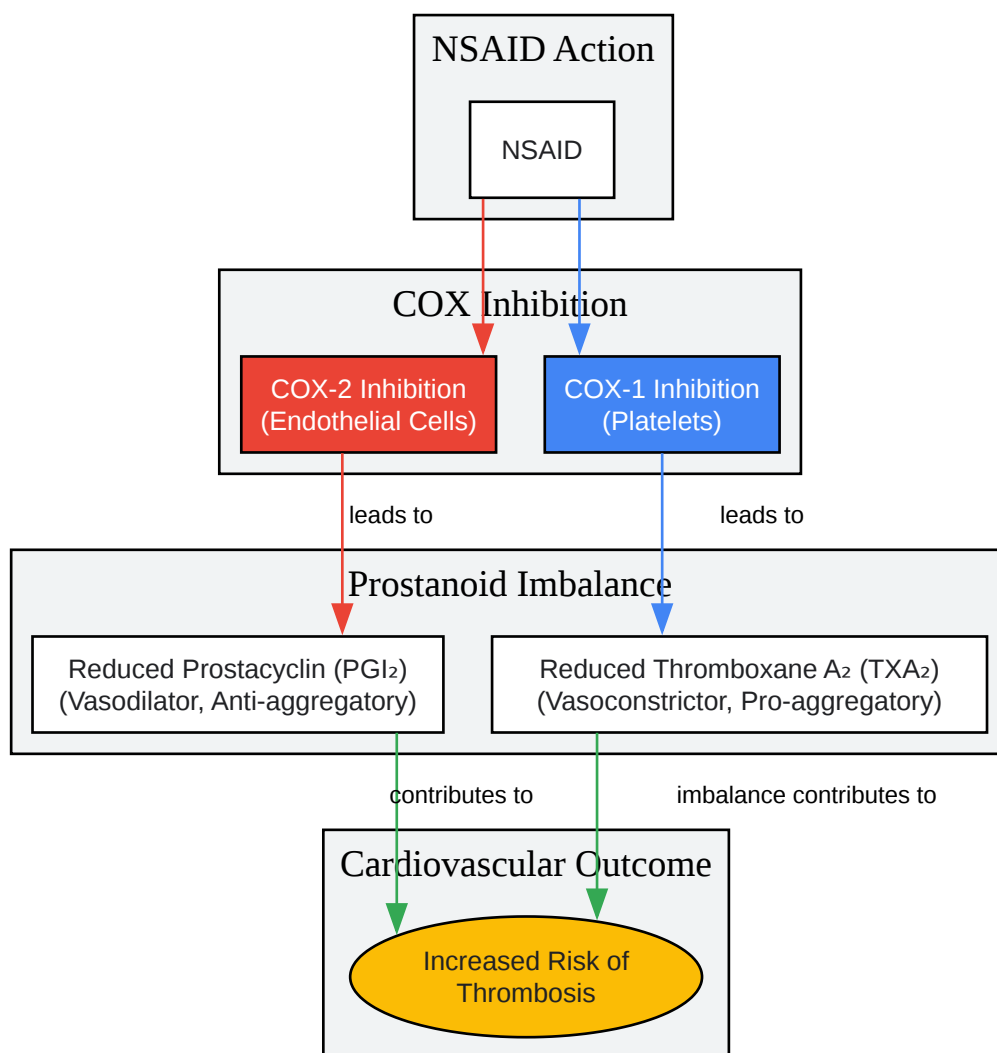 NSAID Action
NSAID
COX Inhibition
COX-2 Inhibition
(Endothelial Cells)
COX-1 Inhibition
(Platelets)
leads to
leads to
Prostanoid Imbalance
Reduced Prostacyclin (PGI₂)
(Vasodilator, Anti-aggregatory)
Reduced Thromboxane A₂ (TXA₂)
(Vasoconstrictor, Pro-aggregatory)
contributes to
imbalance contributes to
Cardiovascular Outcome
Increased Risk of
Thrombosis